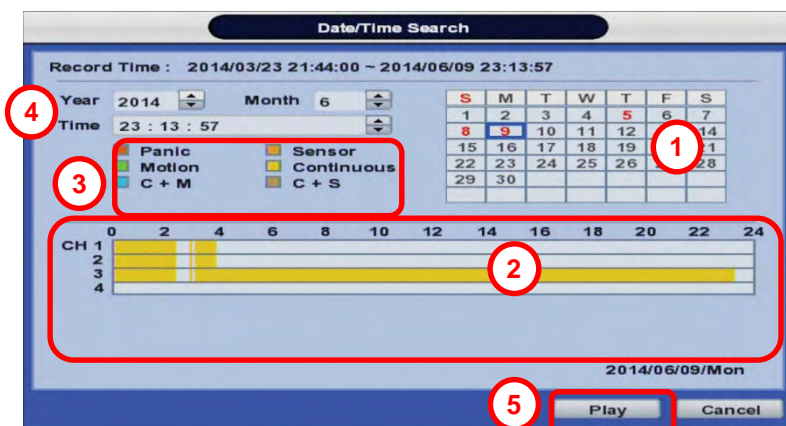 Date/Time Search
Record Time : 2014/03/23 21:44:00 ~ 2014/06/09 23:13:57
4
Year 2014 Month 6
Time 23 : 13 : 57
S M T W T F S
1 2 3 4 5 6 7
8 9 10 11 12 14
15 16 17 18 19 21
22 23 24 25 26 28
29 30
1
3
Panic Sensor
Motion Continuous
C + M C + S
0 2 4 6 8 10 12 14 16 18 20 22 24
CH 1
2
3
4
2
2014/06/09/Mon
5
Play Cancel